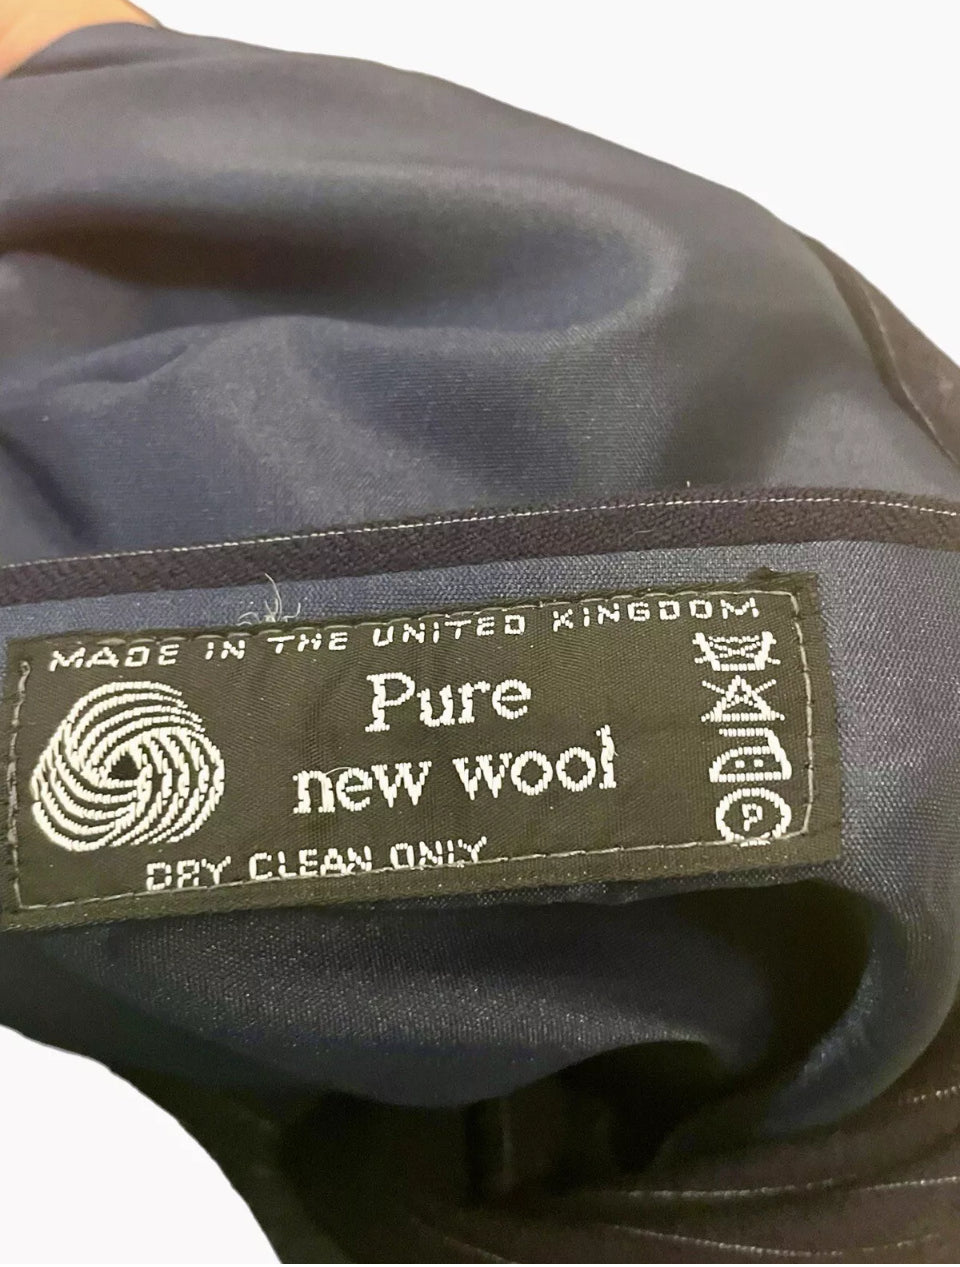 MADE IN THE UNITED KINGDOM
Pure
new wool
P
DRY CLEAN ONLY